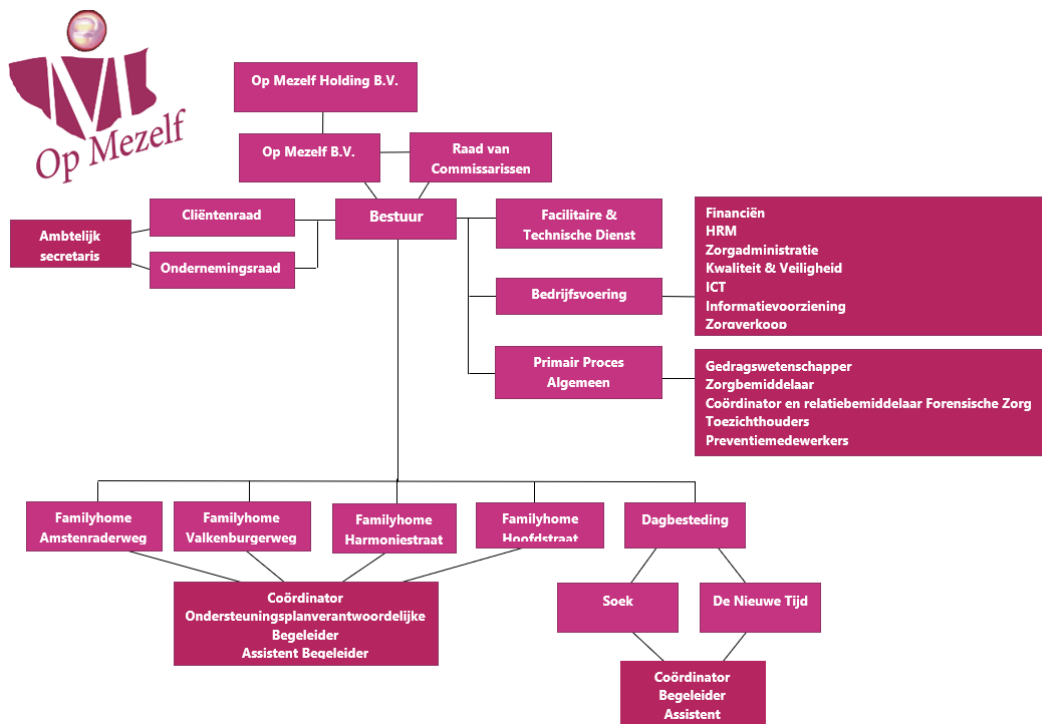 Op Mezelf
Op Mezelf Holding B.V.
Op Mezelf B.V.
Raad van
Commissarissen
Bestuur
Cliëntenraad
Ondernemingsraad
Ambtelijk
secretaris
Facilitaire &
Technische Dienst
Bedrijfsvoering
Primair Proces
Algemeen
Financiën
HRM
Zorgadministratie
Kwaliteit & Veiligheid
ICT
Informatievoorziening
Zorgverkoop
Gedragswetenschapper
Zorgbemiddelaar
Coördinator en relatiebemiddelaar Forensische Zorg
Toezichthouders
Preventiemedewerkers
Familyhome
Amstenraderweg
Familyhome
Valkenburgerweg
Familyhome
Harmoniestraat
Familyhome
Hoofdstraat
Dagbesteding
Coördinator
Ondersteuningsplanverantwoordelijke
Begeleider
Assistent Begeleider
Soek
De Nieuwe Tijd
Coördinator
Begeleider
Assistent